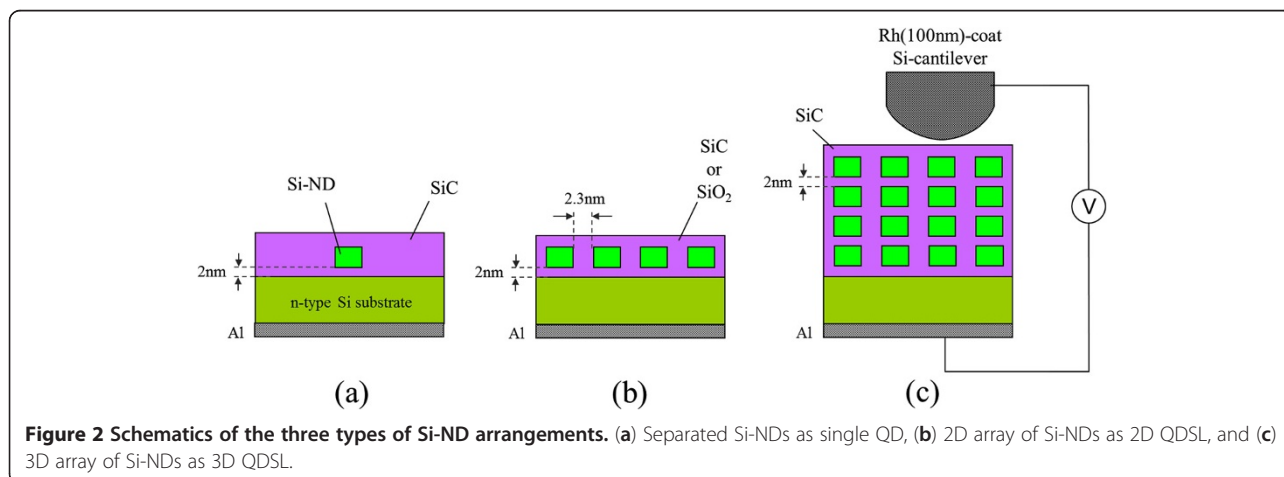 Rh(100nm)-coat
Si-cantilever
SiC
Si-ND
SiC
SiC
or
SiO₂
2.3nm
2nm
2nm
2nm
V
n-type Si substrate
Al
Al
Al
(a)
(b)
(c)
Figure 2 Schematics of the three types of Si-ND arrangements. (a) Separated Si-NDs as single QD, (b) 2D array of Si-NDs as 2D QDSL, and (c)
3D array of Si-NDs as 3D QDSL.